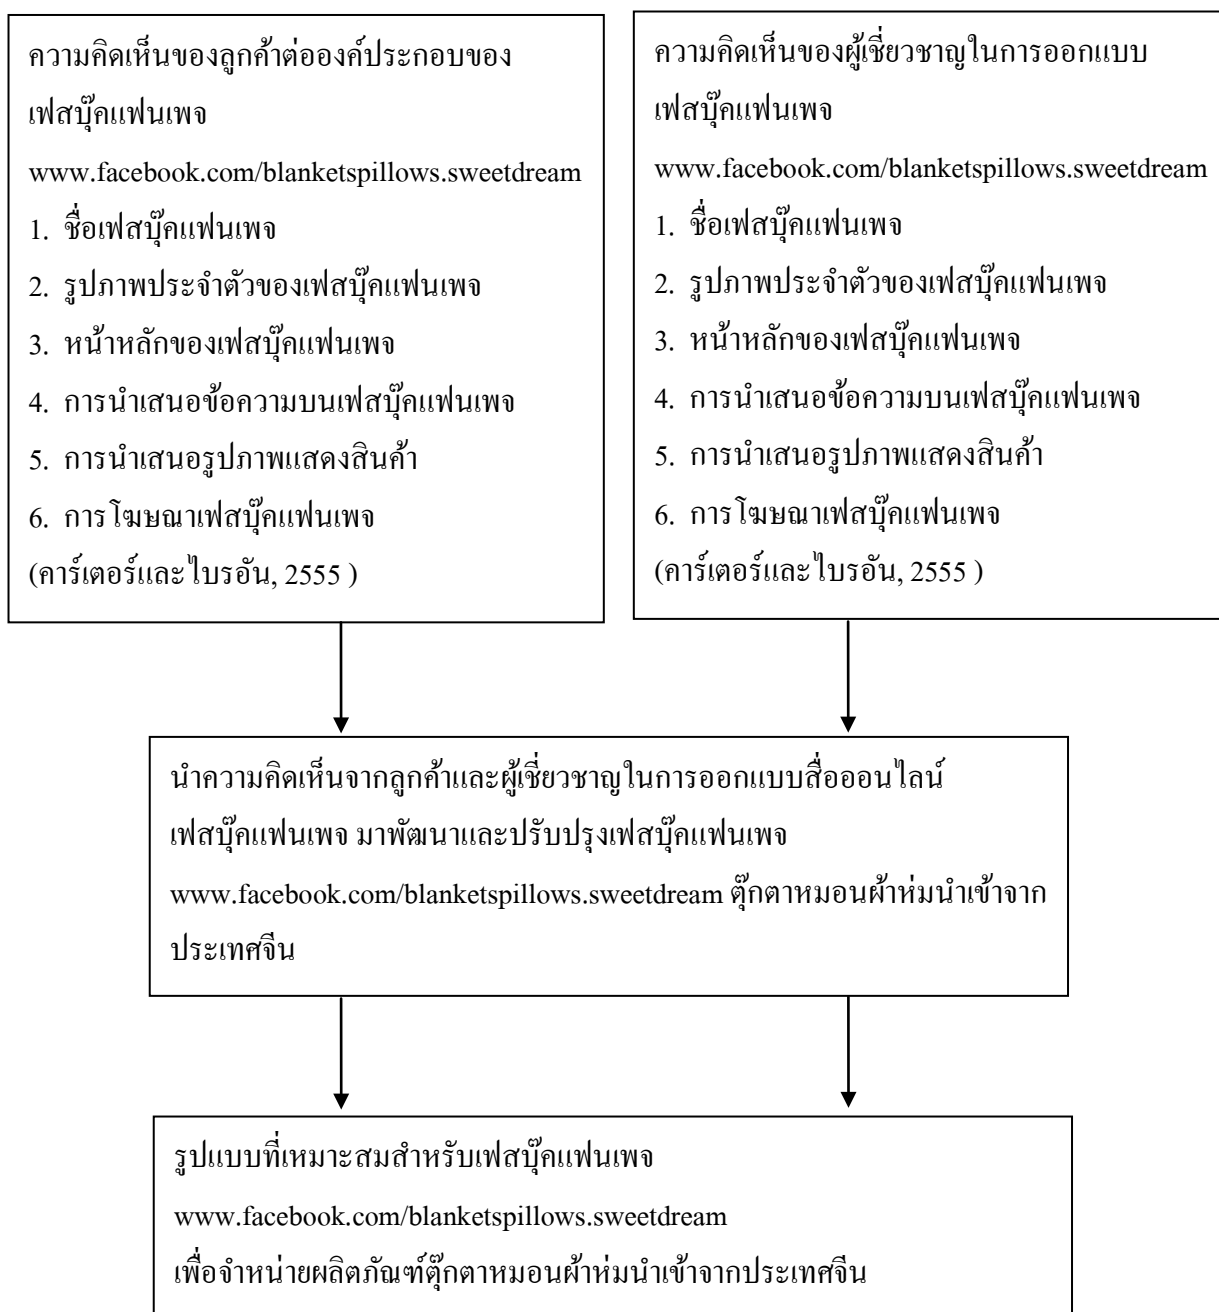 ความคิดเห็นของลูกค้าต่อองค์ประกอบของ
เฟสบุ๊คแฟนเพจ
www.facebook.com/blanketspillows.sweetdream
1. ชื่อเฟสบุ๊คแฟนเพจ
2. รูปภาพประจำตัวของเฟสบุ๊คแฟนเพจ
3. หน้าหลักของเฟสบุ๊คแฟนเพจ
4. การนำเสนอข้อความบนเฟสบุ๊คแฟนเพจ
5. การนำเสนอรูปภาพแสดงสินค้า
6. การโฆษณาเฟสบุ๊คแฟนเพจ
(คาร์เตอร์และไบรอัน, 2555 )
ความคิดเห็นของผู้เชี่ยวชาญในการออกแบบ
เฟสบุ๊คแฟนเพจ
www.facebook.com/blanketspillows.sweetdream
1. ชื่อเฟสบุ๊คแฟนเพจ
2. รูปภาพประจำตัวของเฟสบุ๊คแฟนเพจ
3. หน้าหลักของเฟสบุ๊คแฟนเพจ
4. การนำเสนอข้อความบนเฟสบุ๊คแฟนเพจ
5. การนำเสนอรูปภาพแสดงสินค้า
6. การโฆษณาเฟสบุ๊คแฟนเพจ
(คาร์เตอร์และไบรอัน, 2555 )
นำความคิดเห็นจากลูกค้าและผู้เชี่ยวชาญในการออกแบบสื่อออนไลน์
เฟสบุ๊คแฟนเพจ มาพัฒนาและปรับปรุงเฟสบุ๊คแฟนเพจ
www.facebook.com/blanketspillows.sweetdream ตุ๊กตาหมอนผ้าห่มนำเข้าจาก
ประเทศจีน
รูปแบบที่เหมาะสมสำหรับเฟสบุ๊คแฟนเพจ
www.facebook.com/blanketspillows.sweetdream
เพื่อจำหน่ายผลิตภัณฑ์ตุ๊กตาหมอนผ้าห่มนำเข้าจากประเทศจีน